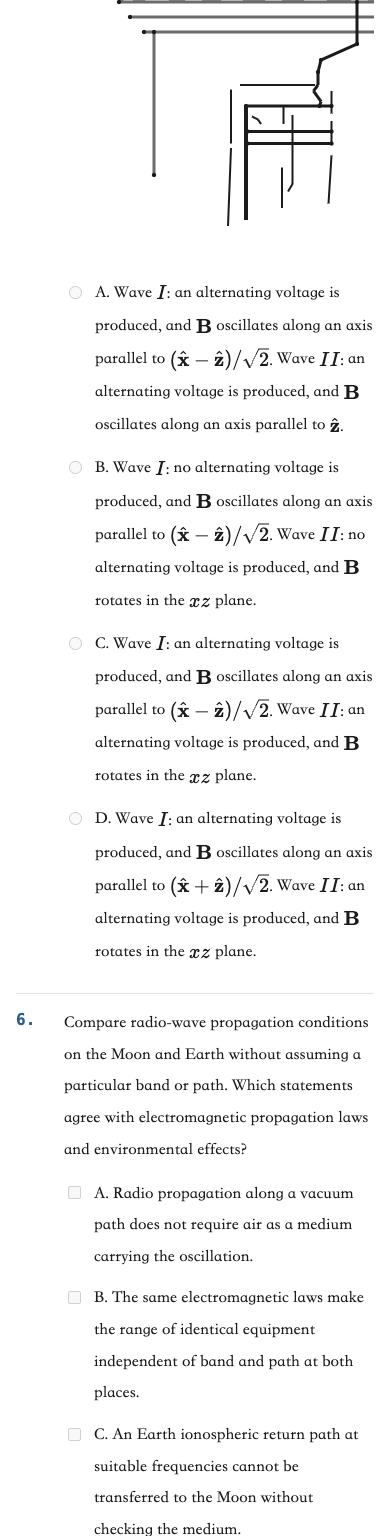 A. Wave I: an alternating voltage is
produced, and B oscillates along an axis
parallel to (x̂ − ẑ)/√2. Wave II: an
alternating voltage is produced, and B
oscillates along an axis parallel to ẑ.
B. Wave I: no alternating voltage is
produced, and B oscillates along an axis
parallel to (x̂ − ẑ)/√2. Wave II: no
alternating voltage is produced, and B
rotates in the xz plane.
C. Wave I: an alternating voltage is
produced, and B oscillates along an axis
parallel to (x̂ − ẑ)/√2. Wave II: an
alternating voltage is produced, and B
rotates in the xz plane.
D. Wave I: an alternating voltage is
produced, and B oscillates along an axis
parallel to (x̂ + ẑ)/√2. Wave II: an
alternating voltage is produced, and B
rotates in the xz plane.
6. Compare radio-wave propagation conditions
on the Moon and Earth without assuming a
particular band or path. Which statements
agree with electromagnetic propagation laws
and environmental effects?
A. Radio propagation along a vacuum
path does not require air as a medium
carrying the oscillation.
B. The same electromagnetic laws make
the range of identical equipment
independent of band and path at both
places.
C. An Earth ionospheric return path at
suitable frequencies cannot be
transferred to the Moon without
checking the medium.